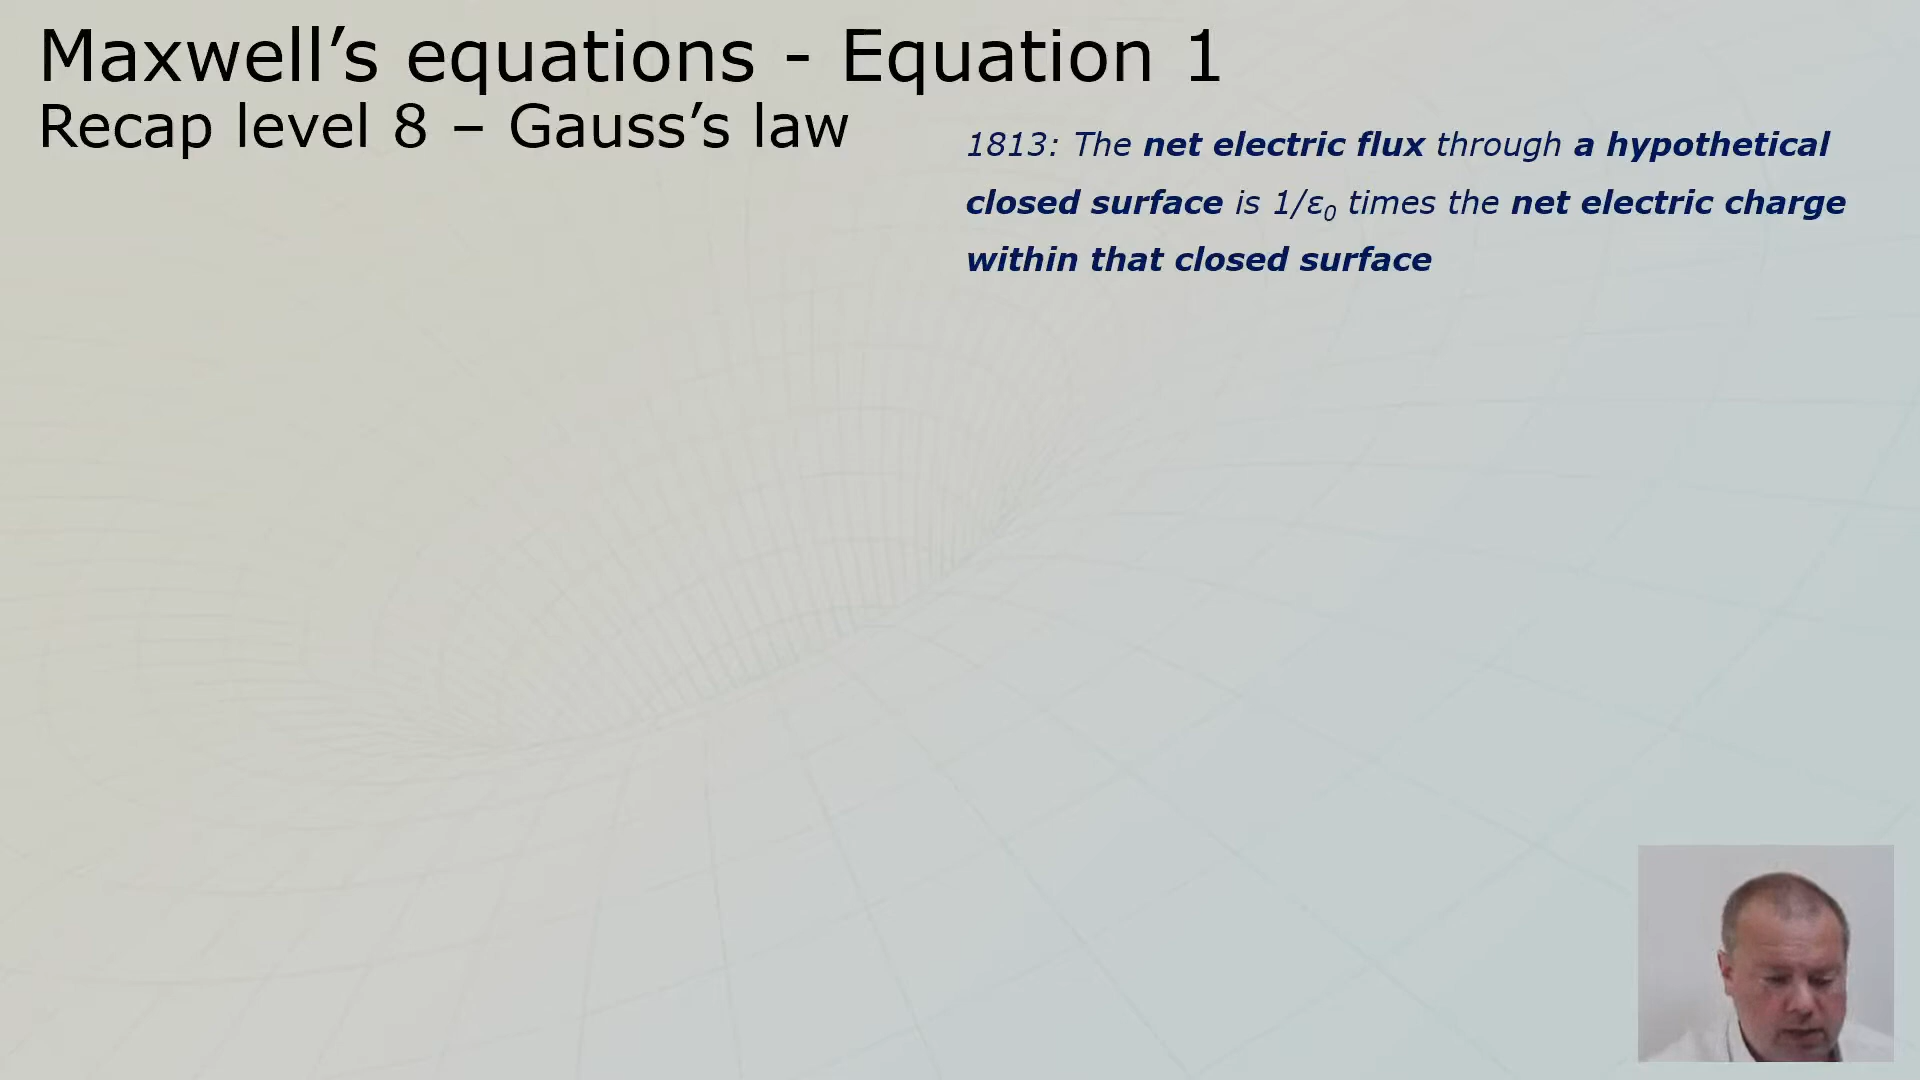 Maxwell’s equations - Equation 1
Recap level 8 – Gauss’s law
1813: The net electric flux through a hypothetical
closed surface is 1/ε₀ times the net electric charge
within that closed surface